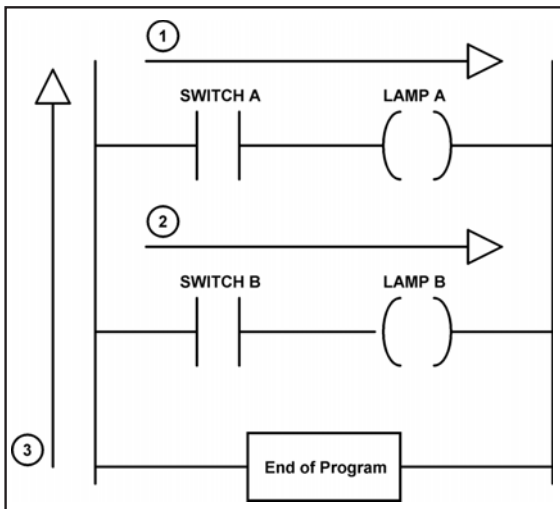 1
SWITCH A LAMP A
2
SWITCH B LAMP B
3
End of Program